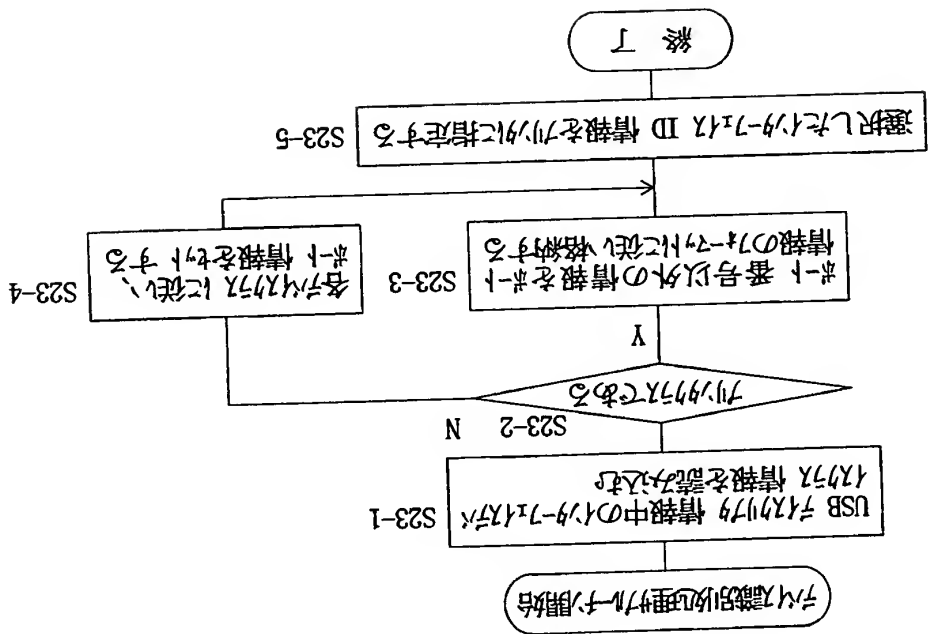 デバイス識別処理サブルーチン開始
USB ディスクリプタ 情報中のインターフェイスデバ
イスクラス 情報を読み込む
S23-1
プリンタクラスである
S23-2
N
Y
ポート 番号以外の情報をポート
情報のフォーマットに従い格納する
S23-3
各デバイスクラスに従い、
ポート 情報をセットする
S23-4
選択したインターフェイス ID 情報をプリンタに指定する
S23-5
終 了